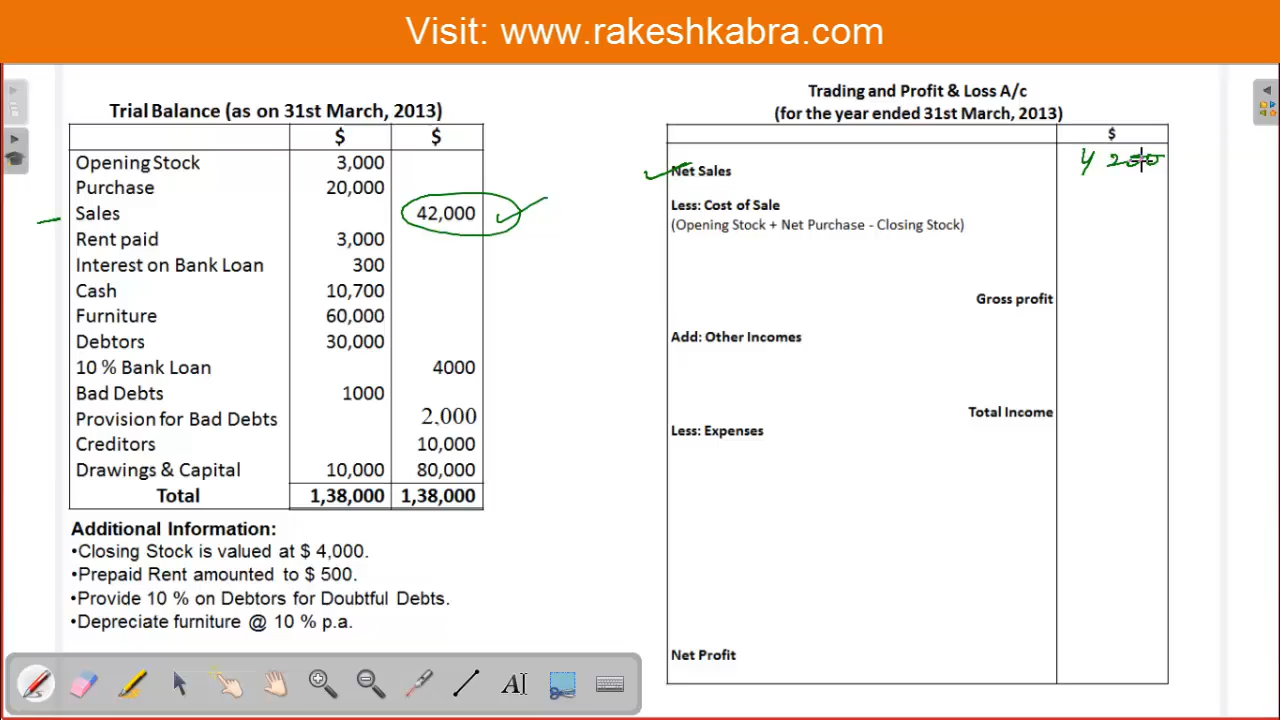 Visit: www.rakeshkabra.com
Trial Balance (as on 31st March, 2013)
$ $
Opening Stock 3,000
Purchase 20,000
Sales 42,000
Rent paid 3,000
Interest on Bank Loan 300
Cash 10,700
Furniture 60,000
Debtors 30,000
10 % Bank Loan 4000
Bad Debts 1000
Provision for Bad Debts 2,000
Creditors 10,000
Drawings & Capital 10,000 80,000
Total 1,38,000 1,38,000
Additional Information:
•Closing Stock is valued at $ 4,000.
•Prepaid Rent amounted to $ 500.
•Provide 10 % on Debtors for Doubtful Debts.
•Depreciate furniture @ 10 % p.a.
Trading and Profit & Loss A/c
(for the year ended 31st March, 2013)
$
Net Sales 4200
Less: Cost of Sale
(Opening Stock + Net Purchase - Closing Stock)
Gross profit
Add: Other Incomes
Total Income
Less: Expenses
Net Profit
AI